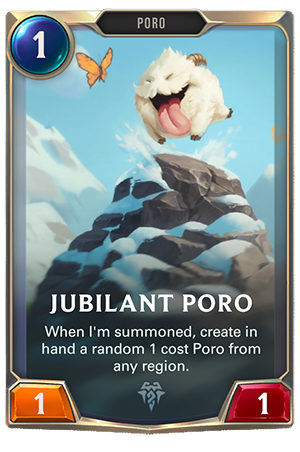 PORO
1
JUBILANT PORO
When I'm summoned, create in
hand a random 1 cost Poro from
any region.
1
1